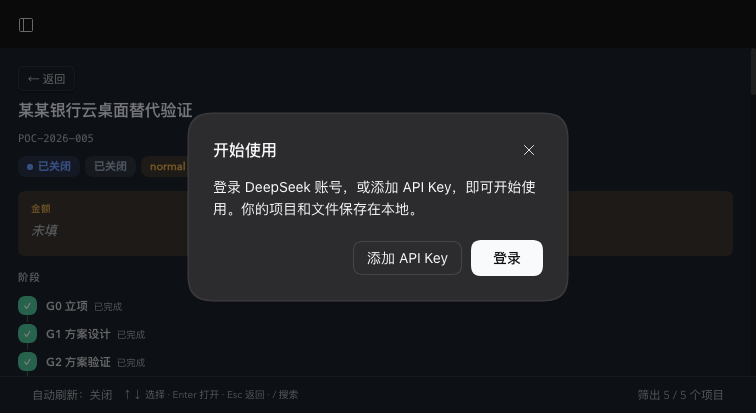 ← 返回
某某银行云桌面替代验证
POC-2026-005
已关闭 已关闭 normal
金额
未填
阶段
G0 立项 已完成
G1 方案设计 已完成
G2 方案验证 已完成
开始使用
登录 DeepSeek 账号，或添加 API Key，即可开始使
用。你的项目和文件保存在本地。
添加 API Key 登录
自动刷新：关闭 ↑↓ 选择 · Enter 打开 · Esc 返回 · / 搜索 筛出 5 / 5 个项目